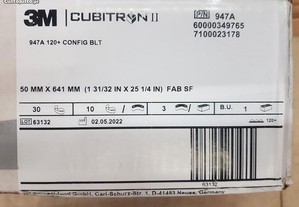 3M CUBITRON II
P/N 947A
60000349765
7100023178
947A 120+ CONFIG BLT
50 MM X 641 MM (1 31/32 IN X 25 1/4 IN) FAB SF
30 10 3 B.U. 1
LOT 63132 02.05.2022 120+
GmbH, Carl-Schurz-Str. 1, D-41453 Neuss, Germany
63132